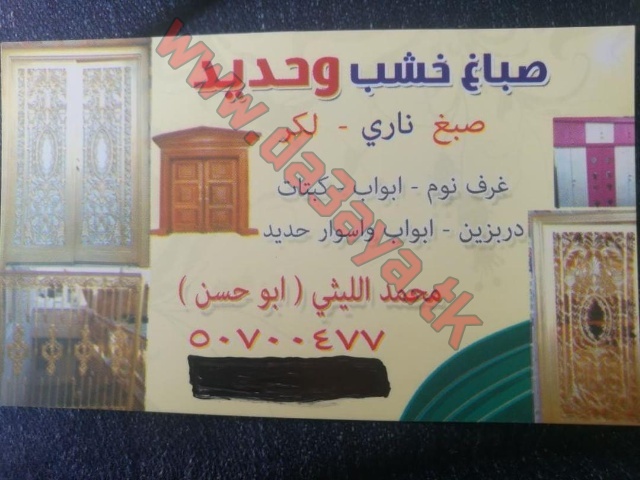 صباغ خشب وحديد
صبغ ناري - لكر
غرف نوم - ابواب - كبتات
دربزين - ابواب واسوار حديد
محمد الليثي ( ابو حسن )
٥٠٧٠٠٤٧٧
www.da3aya.tk